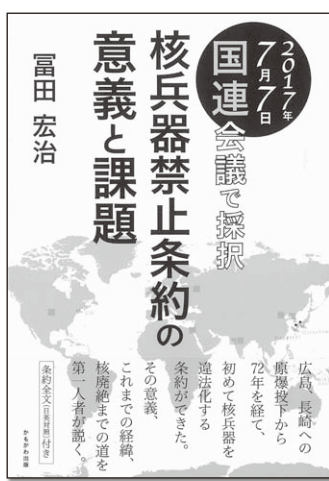 2017年
7月7日
国連会議で採択
核兵器禁止条約の
意義と課題
冨田 宏治
広島、長崎への
原爆投下から
72年を経て、
初めて核兵器を
違法化する
条約ができた。
その意義、
これまでの経緯、
核廃絶までの道を
第一人者が説く。
条約全文(日英対照)付き
かもがわ出版